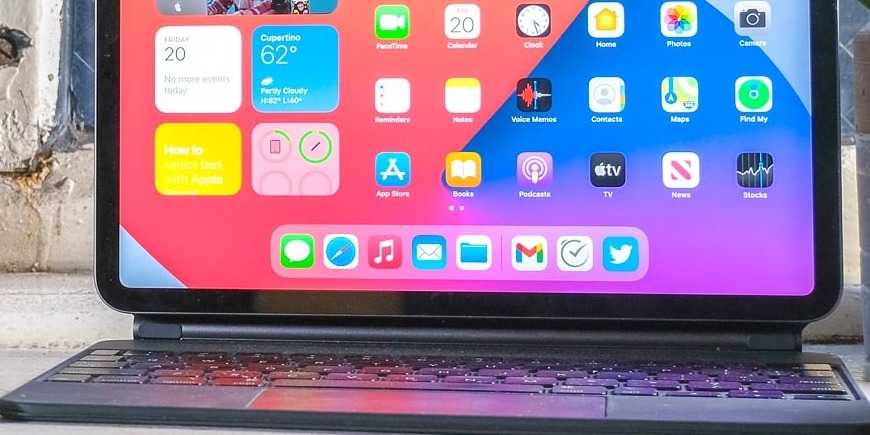 FaceTime
FRI
20
Calendar
Clock
Home
Photos
Camera
FRIDAY
20
No more events
today
Cupertino
62°
Partly Cloudy
H:62° L:40°
Reminders
Notes
Voice Memos
Contacts
Maps
Find My
How to
select text
with Apple
App Store
Books
Podcasts
tv
TV
News
Stocks